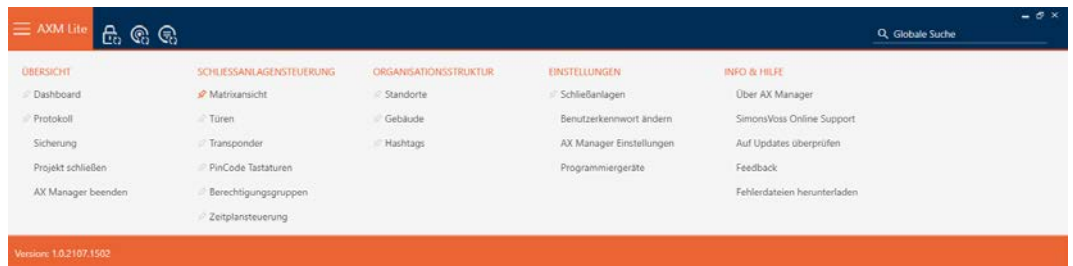 AXM Lite
Globale Suche
ÜBERSICHT
Dashboard
Protokoll
Sicherung
Projekt schließen
AX Manager beenden
SCHLIESSANLAGENSTEUERUNG
Matrixansicht
Türen
Transponder
PinCode Tastaturen
Berechtigungsgruppen
Zeitplansteuerung
ORGANISATIONSSTRUKTUR
Standorte
Gebäude
Hashtags
EINSTELLUNGEN
Schließanlagen
Benutzerkennwort ändern
AX Manager Einstellungen
Programmiergeräte
INFO & HILFE
Über AX Manager
SimonsVoss Online Support
Auf Updates überprüfen
Feedback
Fehlerdateien herunterladen
Version: 1.0.2107.1502